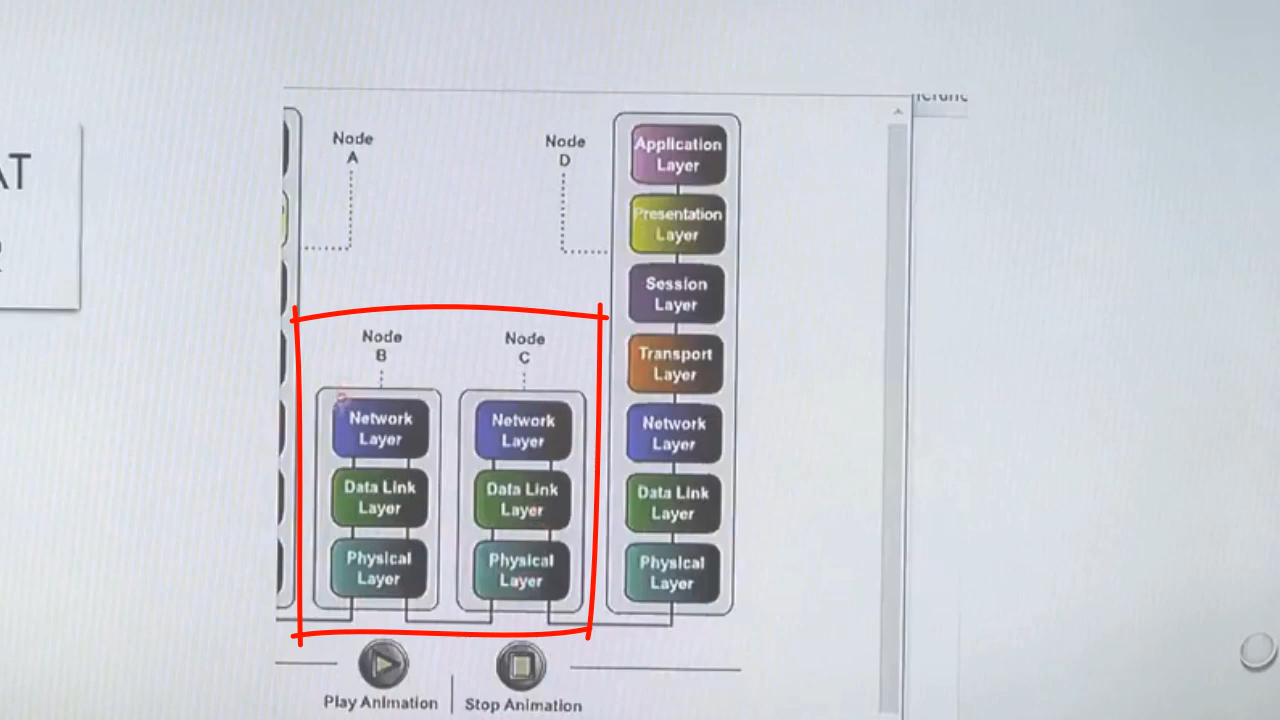 AT
Node
A
Node
D
Application
Layer
Presentation
Layer
Session
Layer
Transport
Layer
Network
Layer
Data Link
Layer
Physical
Layer
Node
B
Network
Layer
Data Link
Layer
Physical
Layer
Node
C
Network
Layer
Data Link
Layer
Physical
Layer
Play Animation
Stop Animation